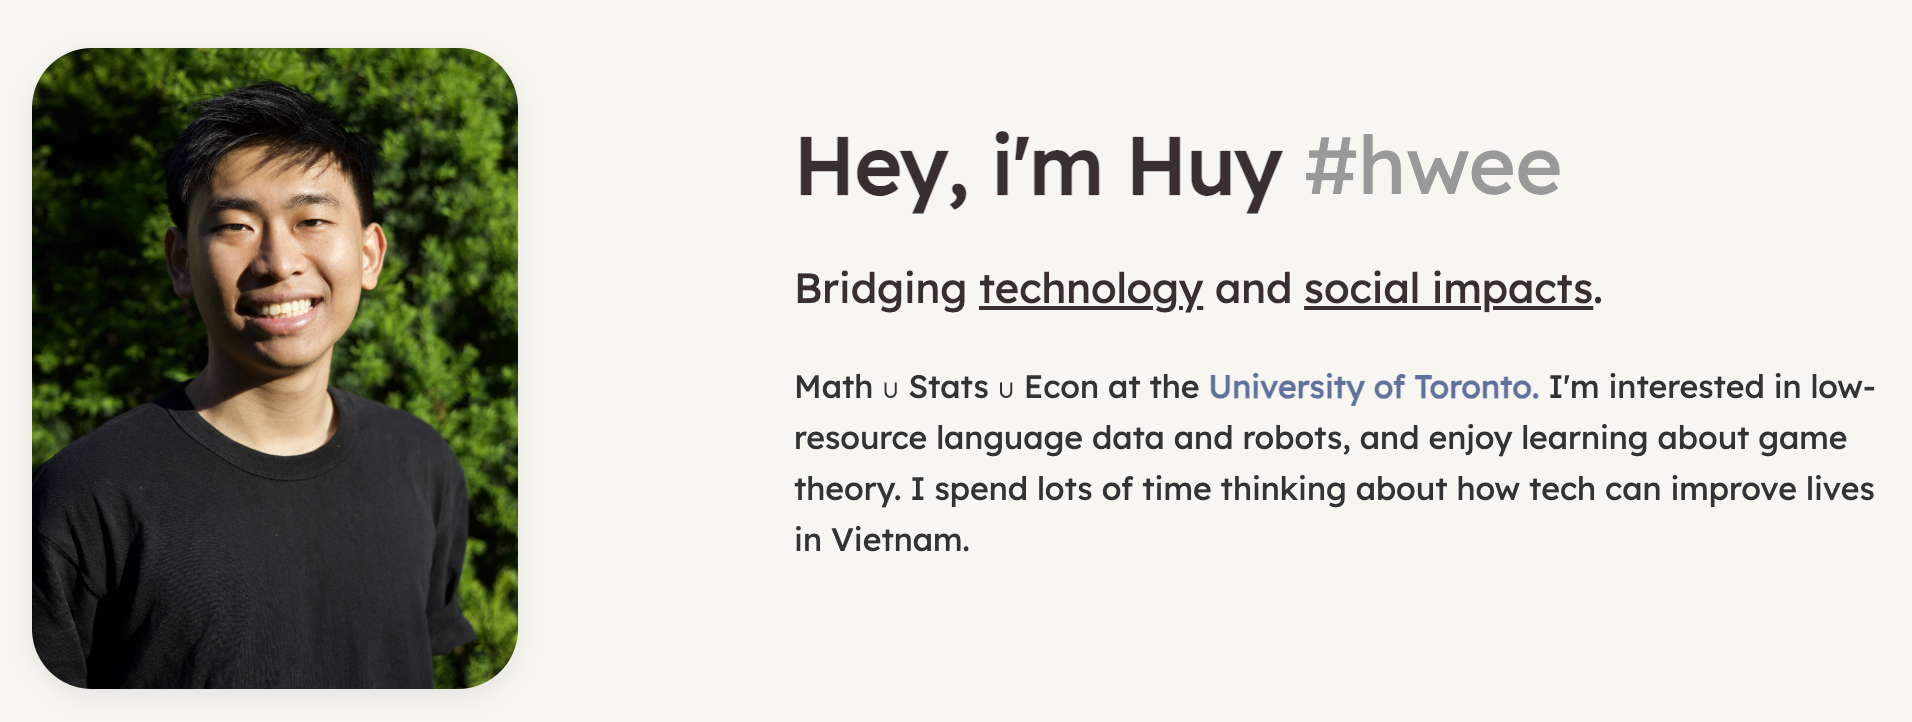 Hey, i'm Huy #hwee
Bridging technology and social impacts.
Math ∪ Stats ∪ Econ at the University of Toronto. I'm interested in low-
resource language data and robots, and enjoy learning about game
theory. I spend lots of time thinking about how tech can improve lives
in Vietnam.